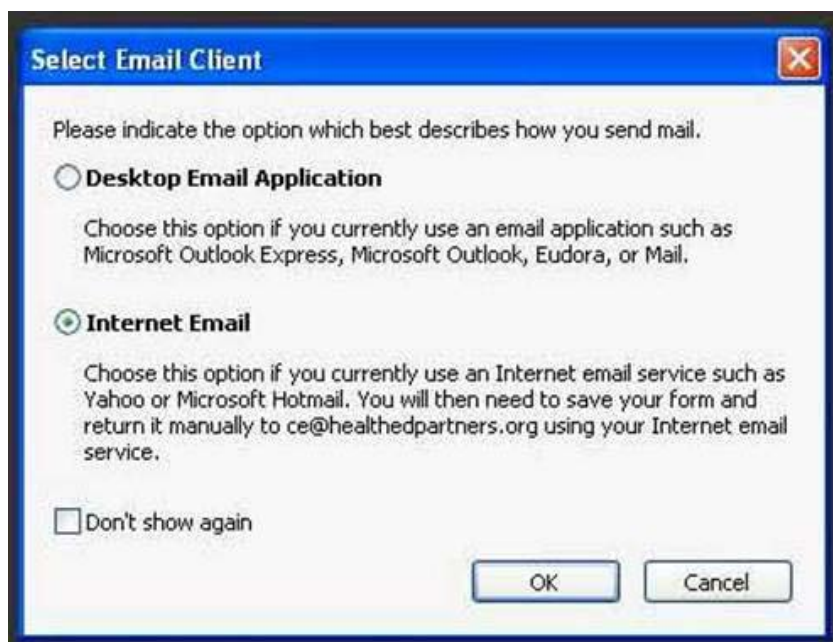 Select Email Client
Please indicate the option which best describes how you send mail.
Desktop Email Application
Choose this option if you currently use an email application such as
Microsoft Outlook Express, Microsoft Outlook, Eudora, or Mail.
Internet Email
Choose this option if you currently use an Internet email service such as
Yahoo or Microsoft Hotmail. You will then need to save your form and
return it manually to ce@healthedpartners.org using your Internet email
service.
Don't show again
OK
Cancel